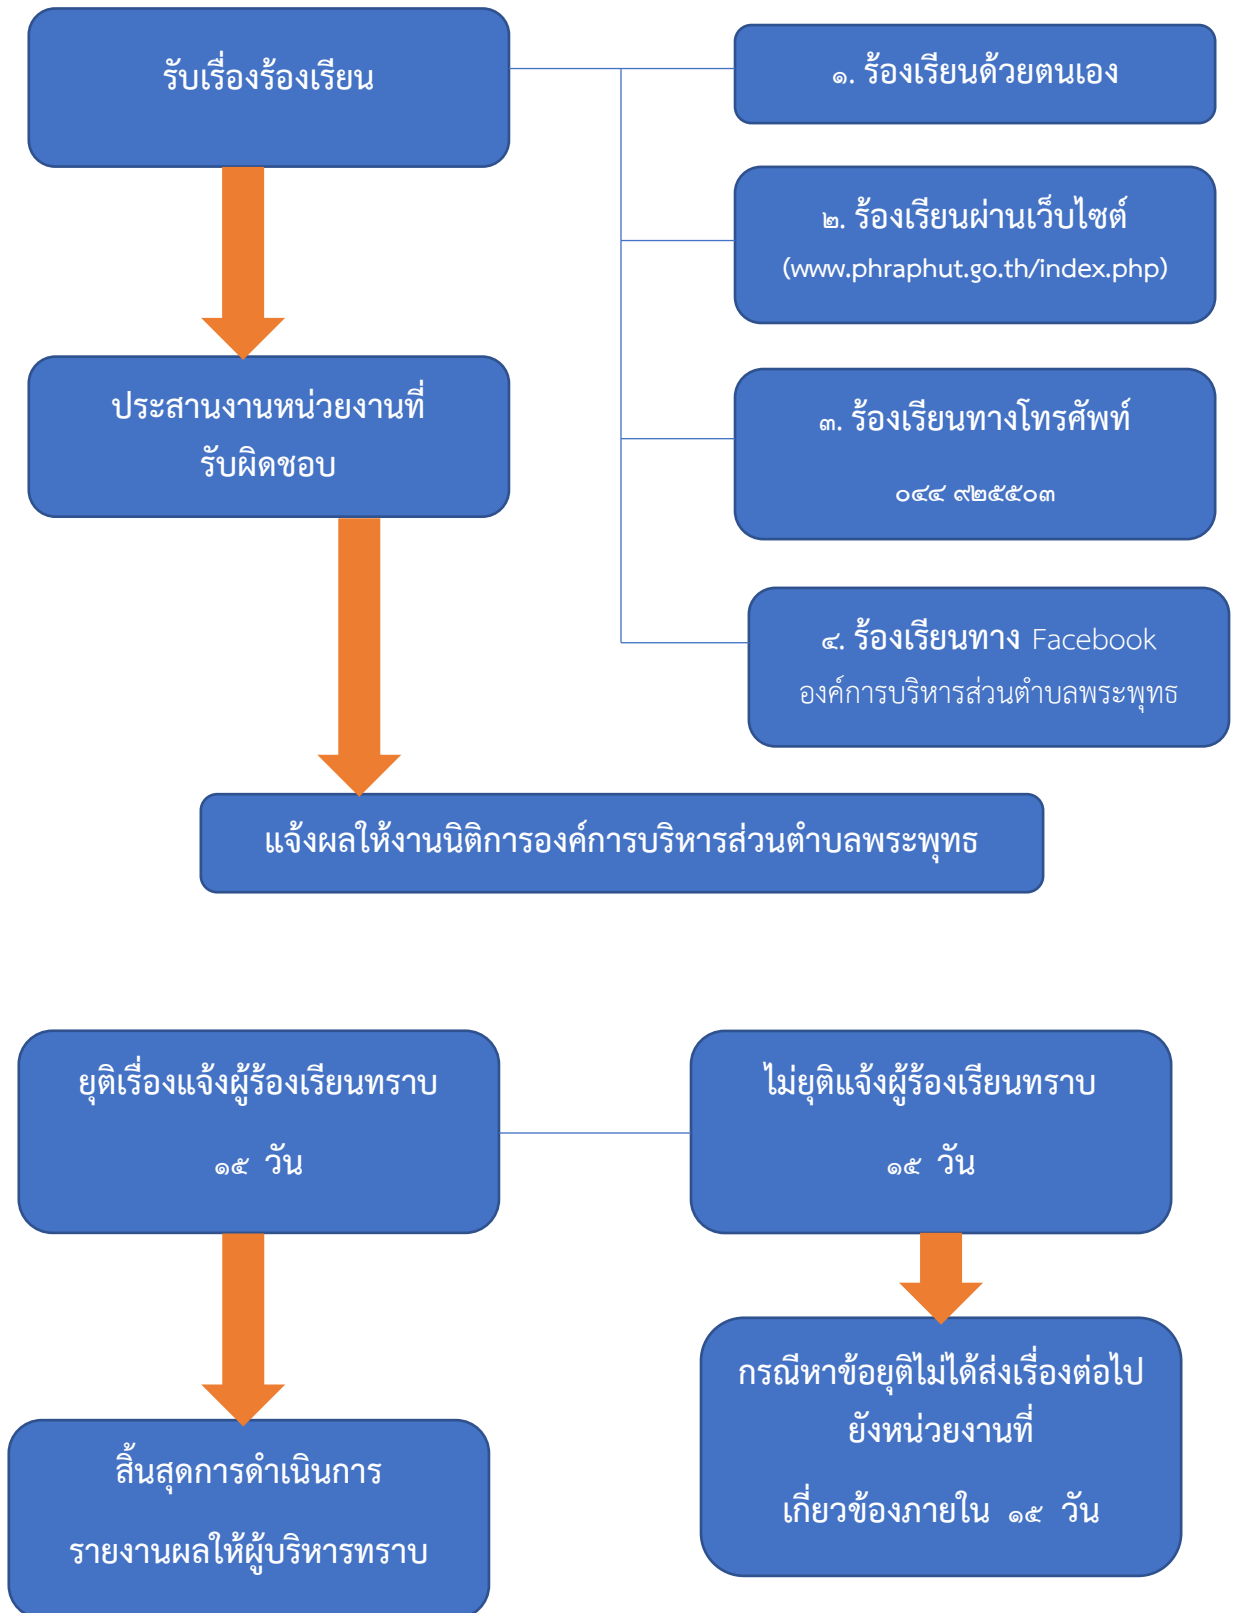 รับเรื่องร้องเรียน
๑. ร้องเรียนด้วยตนเอง
๒. ร้องเรียนผ่านเว็บไซต์
(www.phraphut.go.th/index.php)
ประสานงานหน่วยงานที่
รับผิดชอบ
๓. ร้องเรียนทางโทรศัพท์
๐๔๔ ๙๒๕๕๐๓
๔. ร้องเรียนทาง Facebook
องค์การบริหารส่วนตำบลพระพุทธ
แจ้งผลให้งานนิติการองค์การบริหารส่วนตำบลพระพุทธ
ยุติเรื่องแจ้งผู้ร้องเรียนทราบ
๑๕ วัน
ไม่ยุติแจ้งผู้ร้องเรียนทราบ
๑๕ วัน
กรณีหาข้อยุติไม่ได้ส่งเรื่องต่อไป
ยังหน่วยงานที่
เกี่ยวข้องภายใน ๑๕ วัน
สิ้นสุดการดำเนินการ
รายงานผลให้ผู้บริหารทราบ